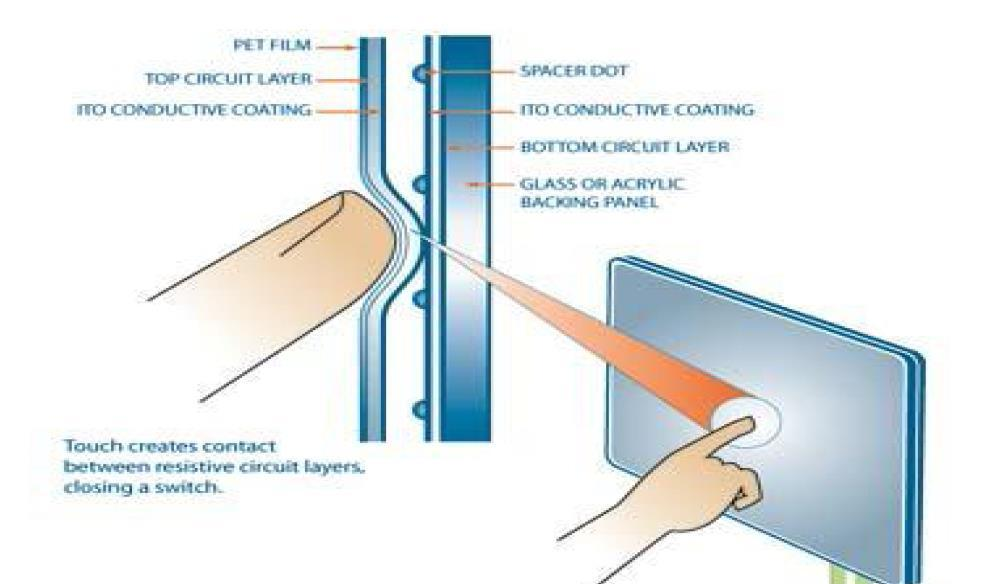 PET FILM
TOP CIRCUIT LAYER
ITO CONDUCTIVE COATING
SPACER DOT
ITO CONDUCTIVE COATING
BOTTOM CIRCUIT LAYER
GLASS OR ACRYLIC
BACKING PANEL
Touch creates contact
between resistive circuit layers,
closing a switch.